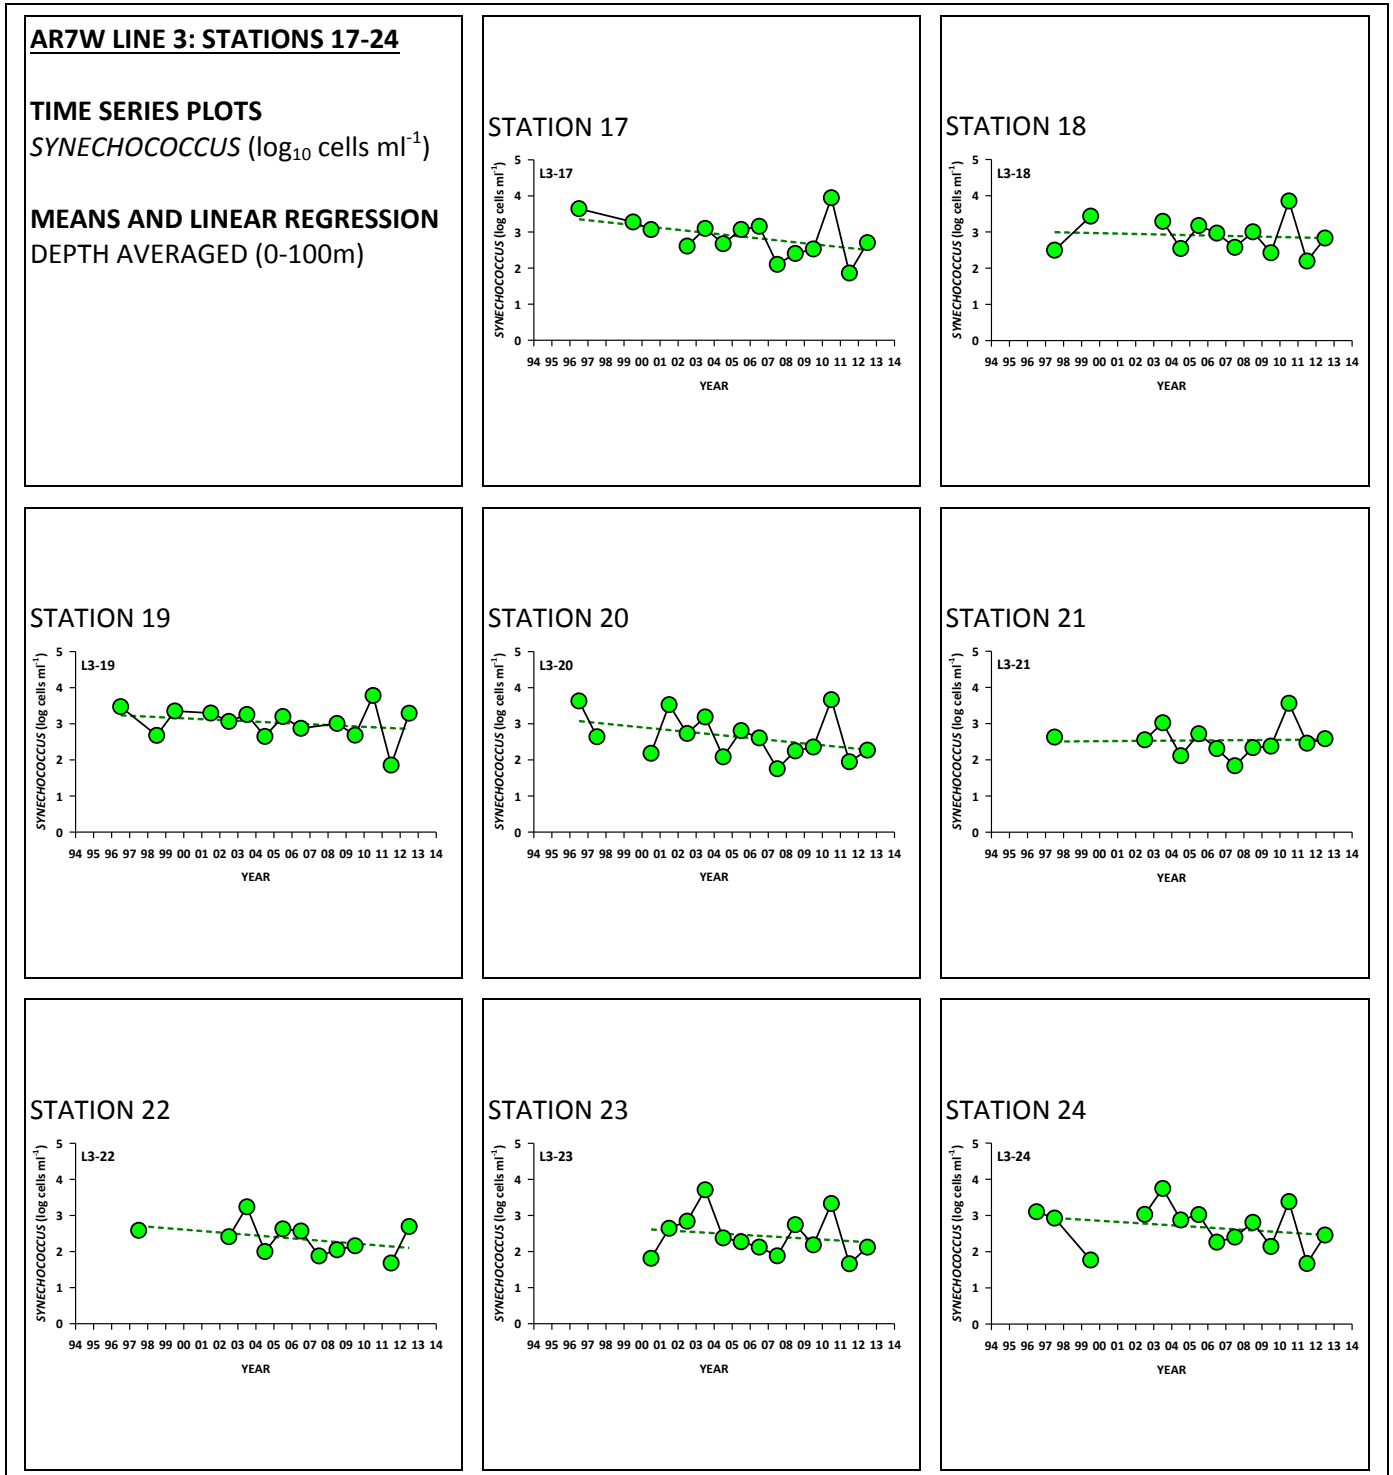 AR7W LINE 3: STATIONS 17-24
TIME SERIES PLOTS
SYNECHOCOCCUS (log₁₀ cells ml⁻¹)
MEANS AND LINEAR REGRESSION
DEPTH AVERAGED (0-100m)
STATION 17
SYNECHOCOCCUS (log cells ml⁻¹)
5
4
3
2
1
0
L3-17
94 95 96 97 98 99 00 01 02 03 04 05 06 07 08 09 10 11 12 13 14
YEAR
STATION 18
SYNECHOCOCCUS (log cells ml⁻¹)
5
4
3
2
1
0
L3-18
94 95 96 97 98 99 00 01 02 03 04 05 06 07 08 09 10 11 12 13 14
YEAR
STATION 19
SYNECHOCOCCUS (log cells ml⁻¹)
5
4
3
2
1
0
L3-19
94 95 96 97 98 99 00 01 02 03 04 05 06 07 08 09 10 11 12 13 14
YEAR
STATION 20
SYNECHOCOCCUS (log cells ml⁻¹)
5
4
3
2
1
0
L3-20
94 95 96 97 98 99 00 01 02 03 04 05 06 07 08 09 10 11 12 13 14
YEAR
STATION 21
SYNECHOCOCCUS (log cells ml⁻¹)
5
4
3
2
1
0
L3-21
94 95 96 97 98 99 00 01 02 03 04 05 06 07 08 09 10 11 12 13 14
YEAR
STATION 22
SYNECHOCOCCUS (log cells ml⁻¹)
5
4
3
2
1
0
L3-22
94 95 96 97 98 99 00 01 02 03 04 05 06 07 08 09 10 11 12 13 14
YEAR
STATION 23
SYNECHOCOCCUS (log cells ml⁻¹)
5
4
3
2
1
0
L3-23
94 95 96 97 98 99 00 01 02 03 04 05 06 07 08 09 10 11 12 13 14
YEAR
STATION 24
SYNECHOCOCCUS (log cells ml⁻¹)
5
4
3
2
1
0
L3-24
94 95 96 97 98 99 00 01 02 03 04 05 06 07 08 09 10 11 12 13 14
YEAR